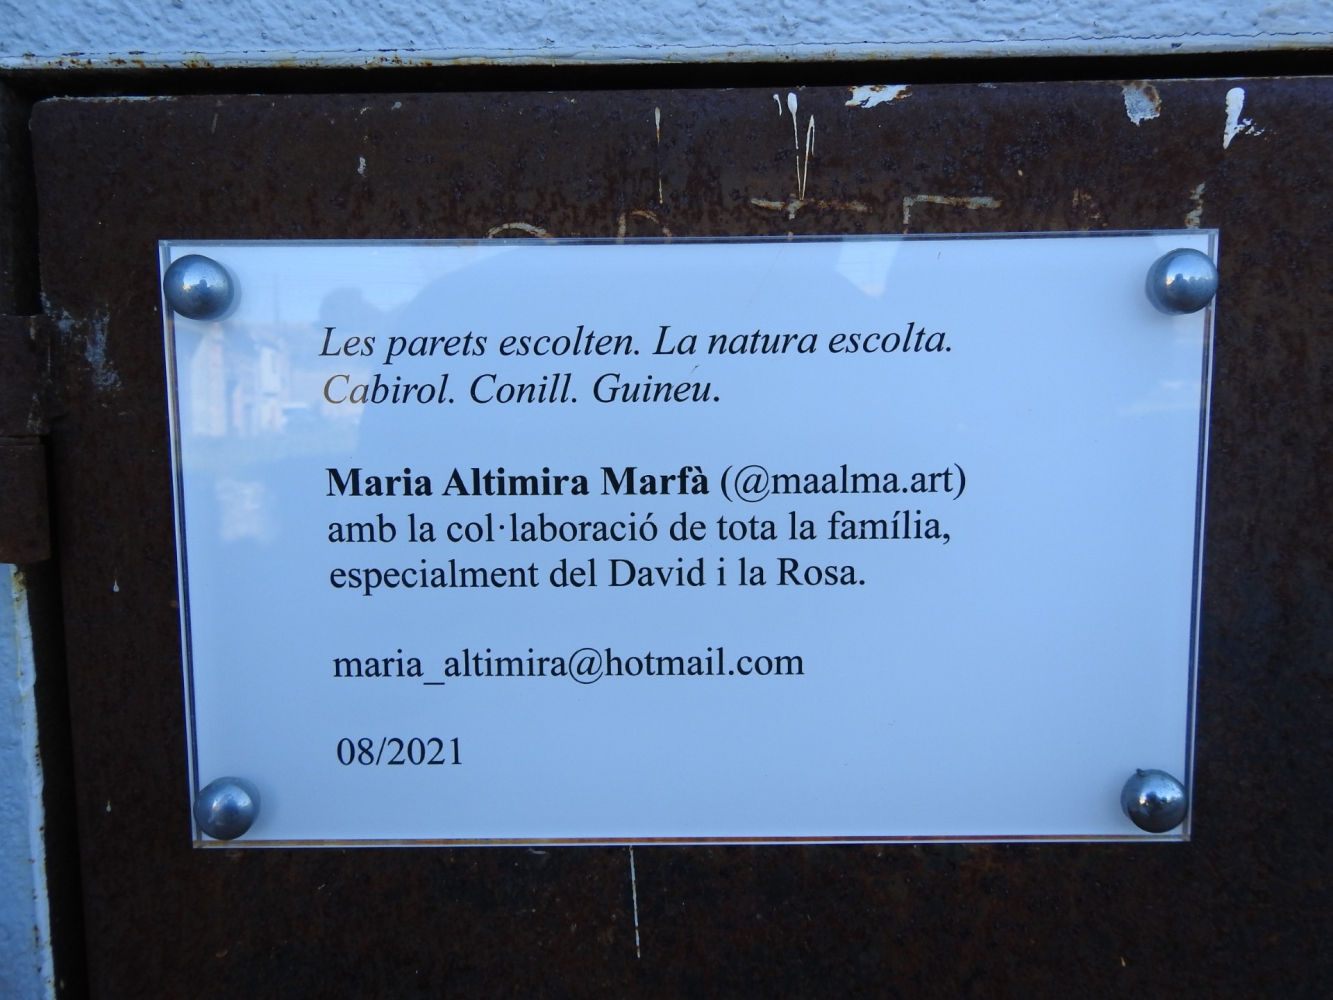 Les parets escolten. La natura escolta.
Cabirol. Conill. Guineu.
Maria Altimira Marfà (@maalma.art)
amb la col·laboració de tota la família,
especialment del David i la Rosa.
maria_altimira@hotmail.com
08/2021